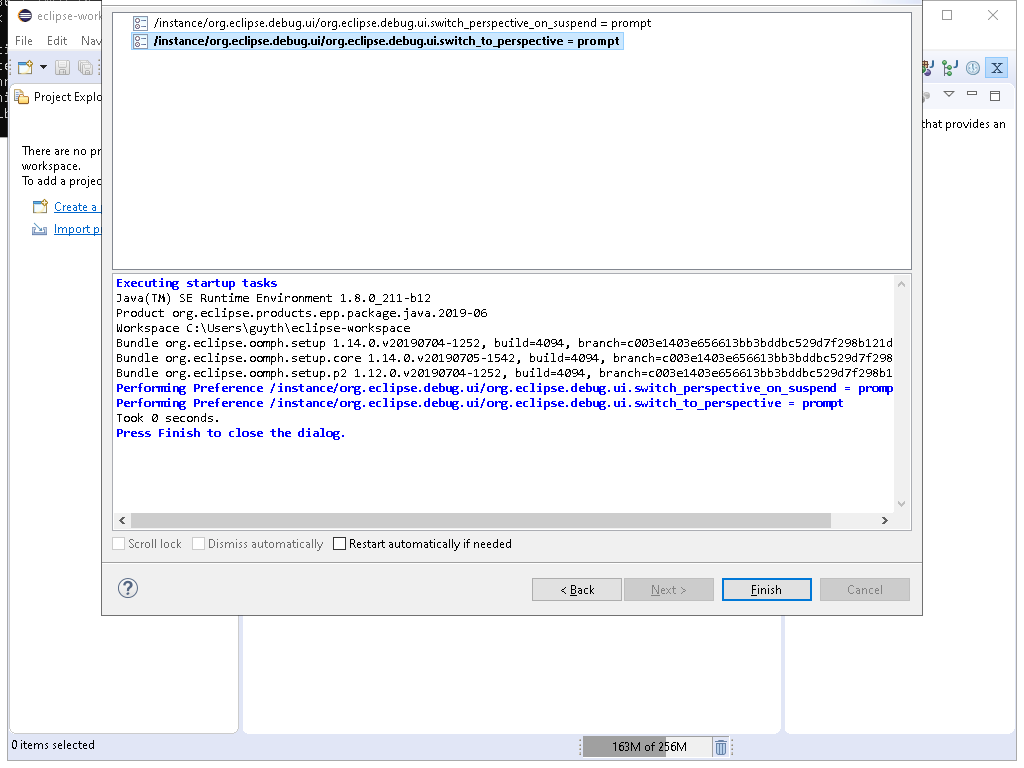 eclipse-work
/instance/org.eclipse.debug.ui/org.eclipse.debug.ui.switch_perspective_on_suspend = prompt
/instance/org.eclipse.debug.ui/org.eclipse.debug.ui.switch_to_perspective = prompt
File Edit Nav
Project Explo
that provides an
There are no pr
workspace.
To add a projec
Create a
Import pr
Executing startup tasks
Java(TM) SE Runtime Environment 1.8.0_211-b12
Product org.eclipse.products.epp.package.java.2019-06
Workspace C:\Users\guyth\eclipse-workspace
Bundle org.eclipse.oomph.setup 1.14.0.v20190704-1252, build=4094, branch=c003e1403e656613bb3bddbc529d7f298b121d
Bundle org.eclipse.oomph.setup.core 1.14.0.v20190705-1542, build=4094, branch=c003e1403e656613bb3bddbc529d7f298
Bundle org.eclipse.oomph.setup.p2 1.12.0.v20190704-1252, build=4094, branch=c003e1403e656613bb3bddbc529d7f298b1
Performing Preference /instance/org.eclipse.debug.ui/org.eclipse.debug.ui.switch_perspective_on_suspend = promp
Performing Preference /instance/org.eclipse.debug.ui/org.eclipse.debug.ui.switch_to_perspective = prompt
Took 0 seconds.
Press Finish to close the dialog.
Scroll lock Dismiss automatically Restart automatically if needed
< Back Next > Finish Cancel
0 items selected
163M of 256M